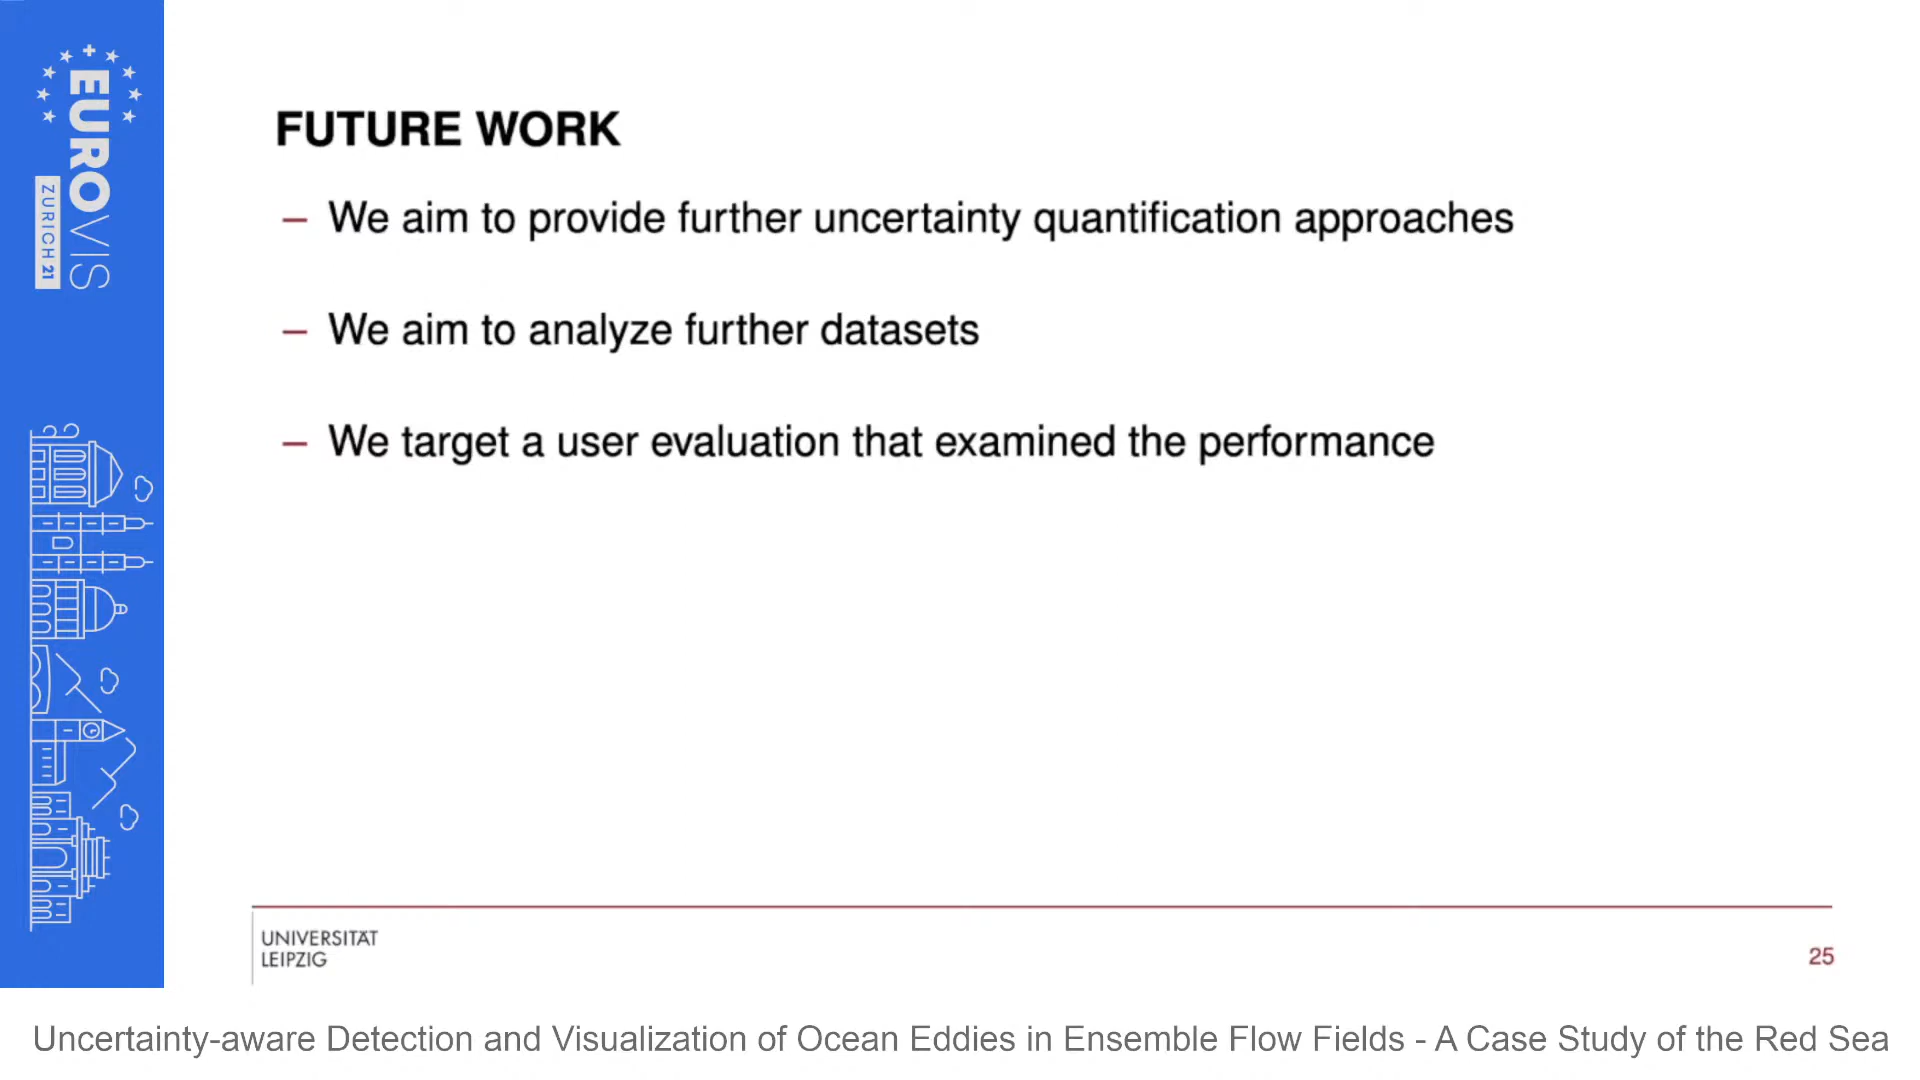 EUROVIS
ZURICH 21
FUTURE WORK
– We aim to provide further uncertainty quantification approaches
– We aim to analyze further datasets
– We target a user evaluation that examined the performance
UNIVERSITÄT
LEIPZIG
25
Uncertainty-aware Detection and Visualization of Ocean Eddies in Ensemble Flow Fields - A Case Study of the Red Sea